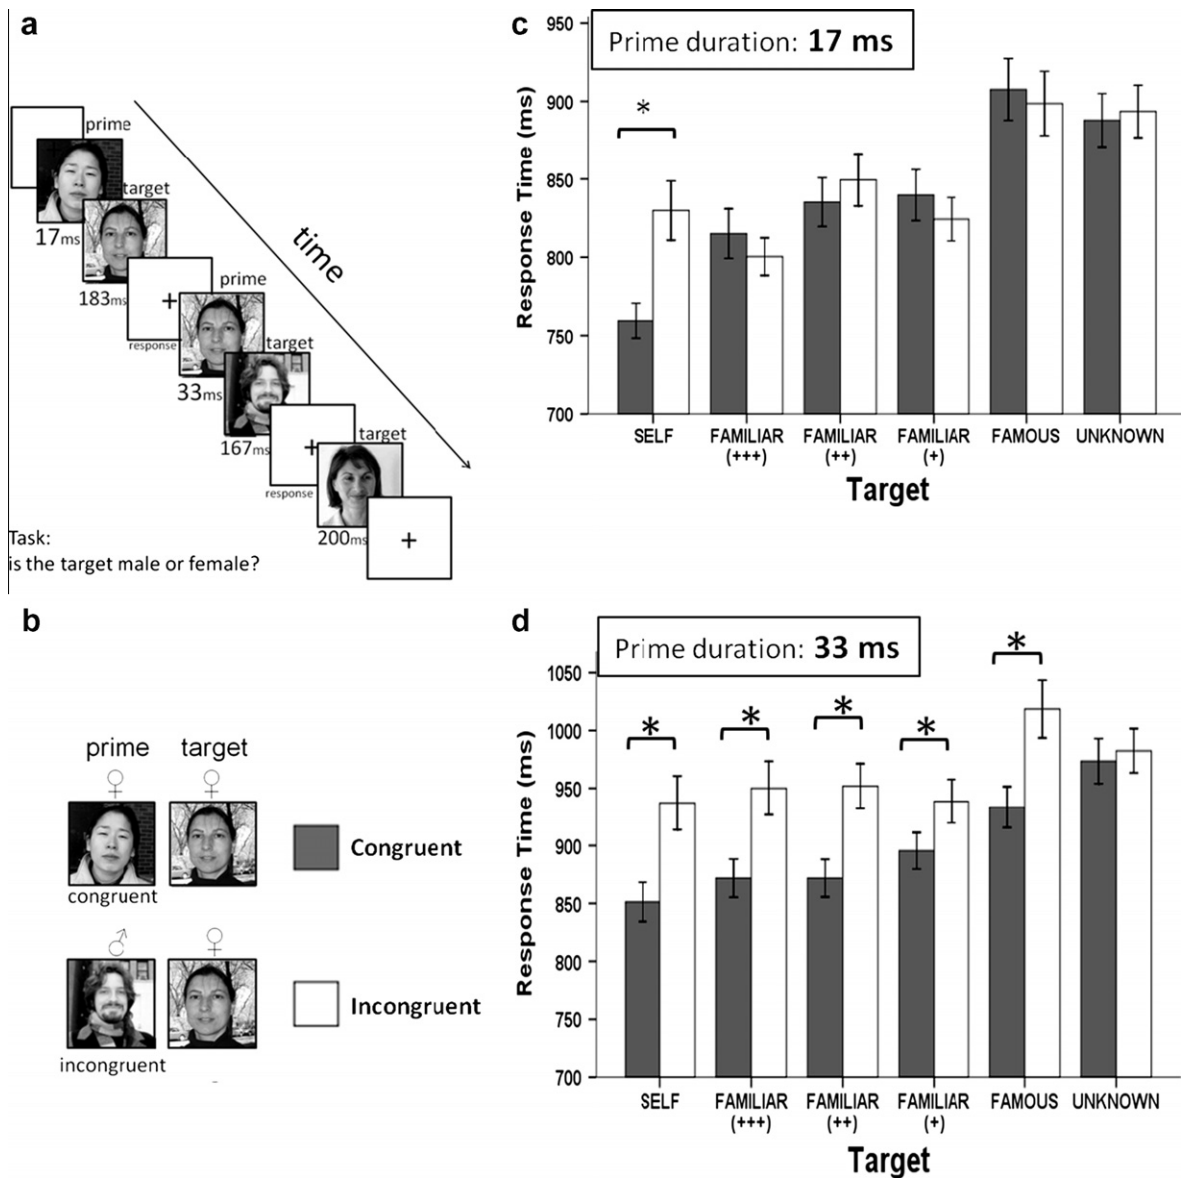 a
prime
target
17ms
183ms
+
response
prime
target
33ms
167ms
+
response
target
200ms
+
time
Task:
is the target male or female?
b
prime target
♀ ♀
congruent
Congruent
♂ ♀
incongruent
Incongruent
c
Prime duration: 17 ms
Response Time (ms)
950
900
850
800
750
700
*
SELF FAMILIAR FAMILIAR FAMILIAR FAMOUS UNKNOWN
(+++) (++) (+)
Target
d
Prime duration: 33 ms
Response Time (ms)
1050
1000
950
900
850
800
750
700
* * * * *
SELF FAMILIAR FAMILIAR FAMILIAR FAMOUS UNKNOWN
(+++) (++) (+)
Target